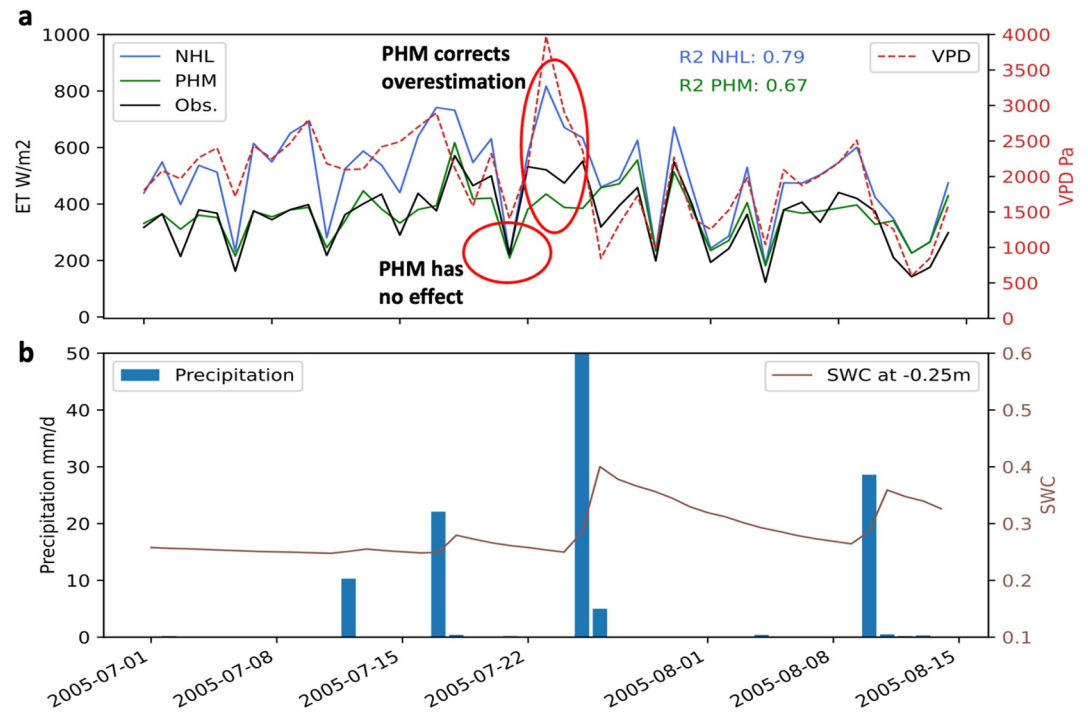 a
1000
800
600
400
200
0
ET W/m2
NHL
PHM
Obs.
PHM corrects
overestimation
R2 NHL: 0.79
R2 PHM: 0.67
VPD
4000
3500
3000
2500
2000
1500
1000
500
0
VPD Pa
PHM has
no effect
b
50
40
30
20
10
0
Precipitation mm/d
Precipitation
SWC at -0.25m
0.6
0.5
0.4
0.3
0.2
0.1
SWC
2005-07-01
2005-07-08
2005-07-15
2005-07-22
2005-08-01
2005-08-08
2005-08-15